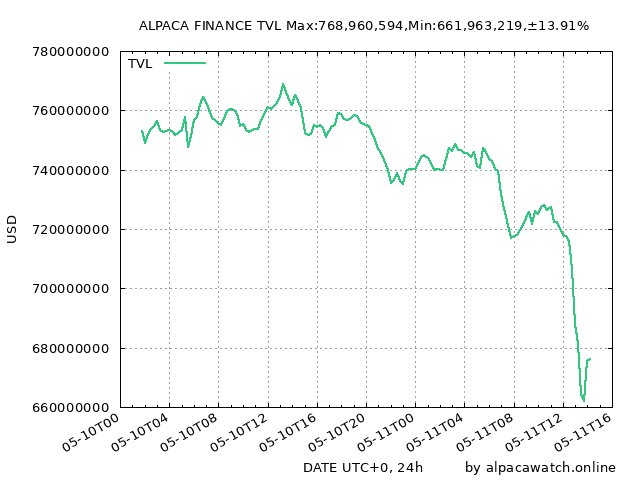 ALPACA FINANCE TVL Max:768,960,594,Min:661,963,219,±13.91%
TVL
780000000
760000000
740000000
720000000
700000000
680000000
660000000
USD
05-10T00
05-10T04
05-10T08
05-10T12
05-10T16
05-10T20
05-11T00
05-11T04
05-11T08
05-11T12
05-11T16
DATE UTC+0, 24h
by alpacawatch.online